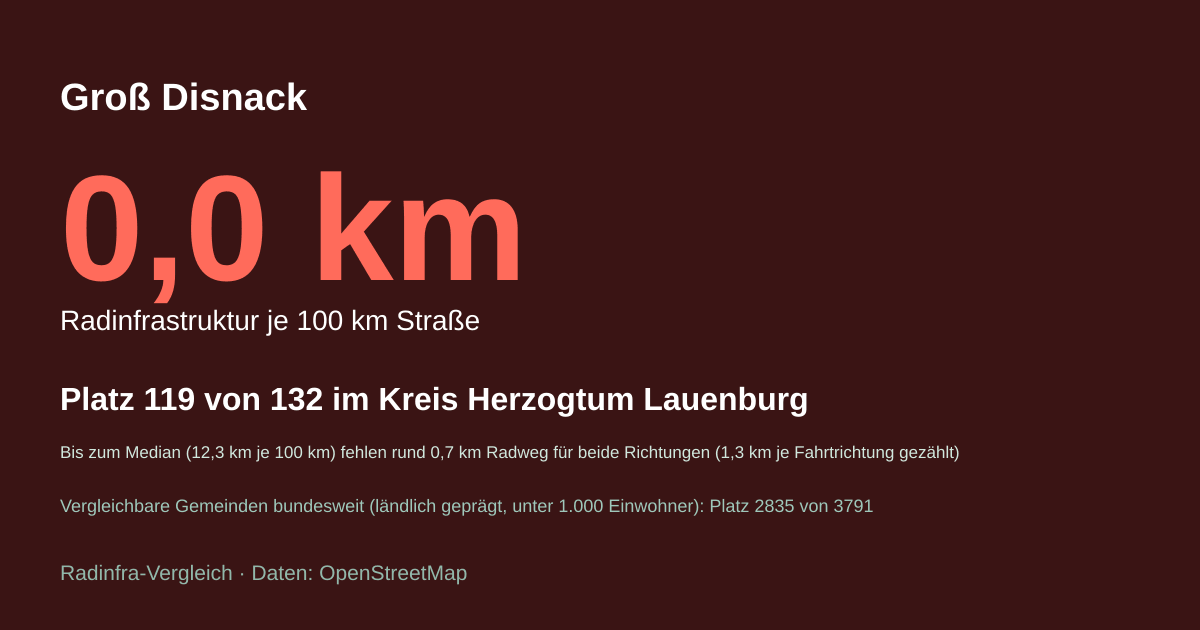 Groß Disnack
0,0 km
Radinfrastruktur je 100 km Straße
Platz 119 von 132 im Kreis Herzogtum Lauenburg
Bis zum Median (12,3 km je 100 km) fehlen rund 0,7 km Radweg für beide Richtungen (1,3 km je Fahrtrichtung gezählt)
Vergleichbare Gemeinden bundesweit (ländlich geprägt, unter 1.000 Einwohner): Platz 2835 von 3791
Radinfra-Vergleich · Daten: OpenStreetMap